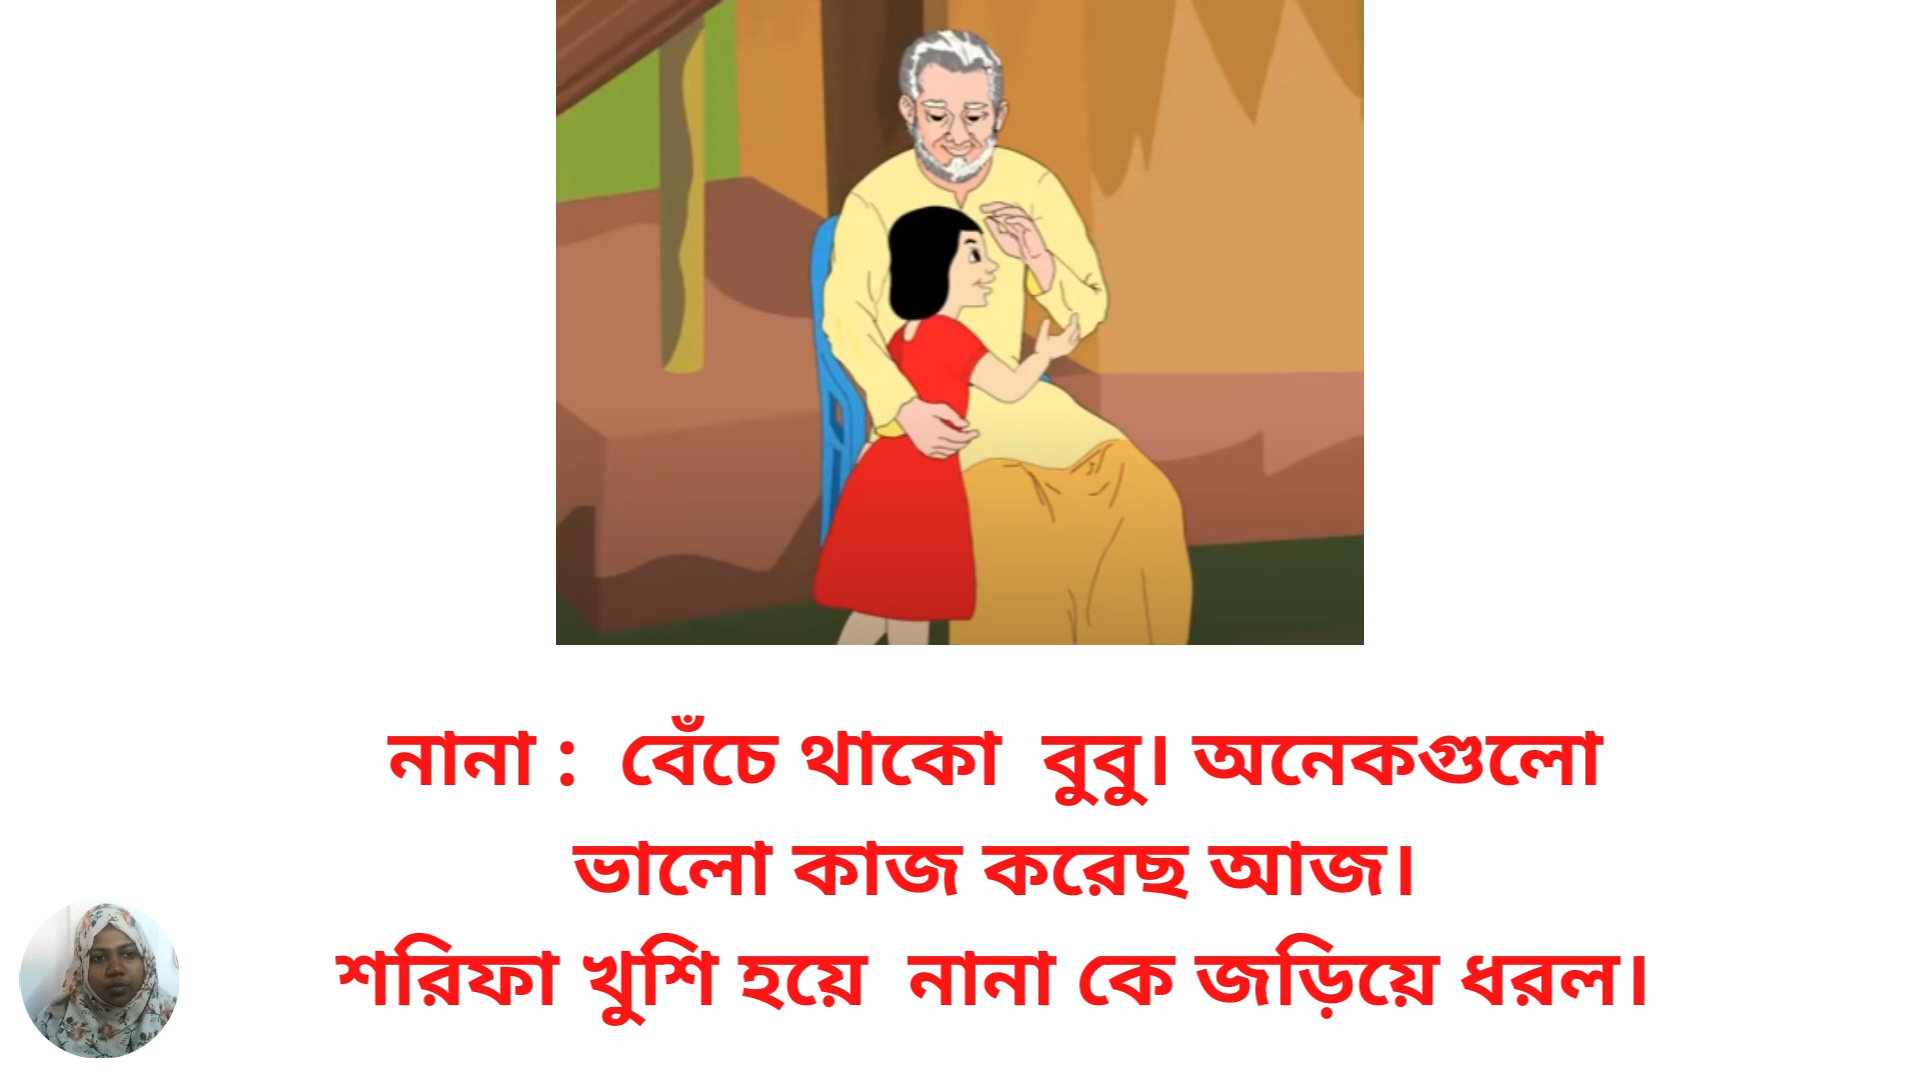 নানা :  বেঁচে থাকো  বুবু। অনেকগুলো
ভালো কাজ করেছ আজ।
শরিফা খুশি হয়ে  নানা কে জড়িয়ে ধরল।